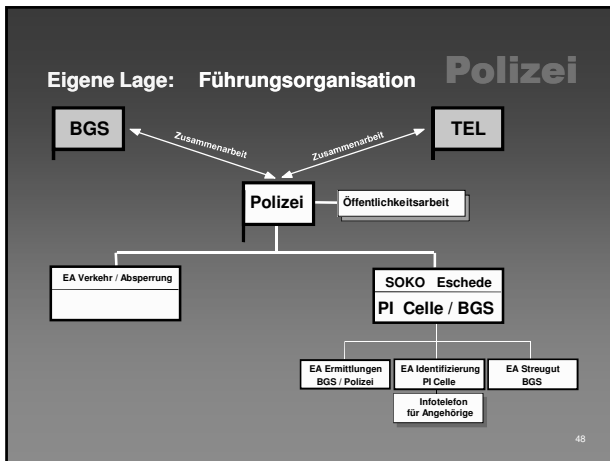 Polizei
Eigene Lage: Führungsorganisation
BGS
TEL
Zusammenarbeit
Zusammenarbeit
Polizei
Öffentlichkeitsarbeit
EA Verkehr / Absperrung
SOKO Eschede
PI Celle / BGS
EA Ermittlungen
BGS / Polizei
EA Identifizierung
PI Celle
EA Streugut
BGS
Infotelefon
für Angehörige
48